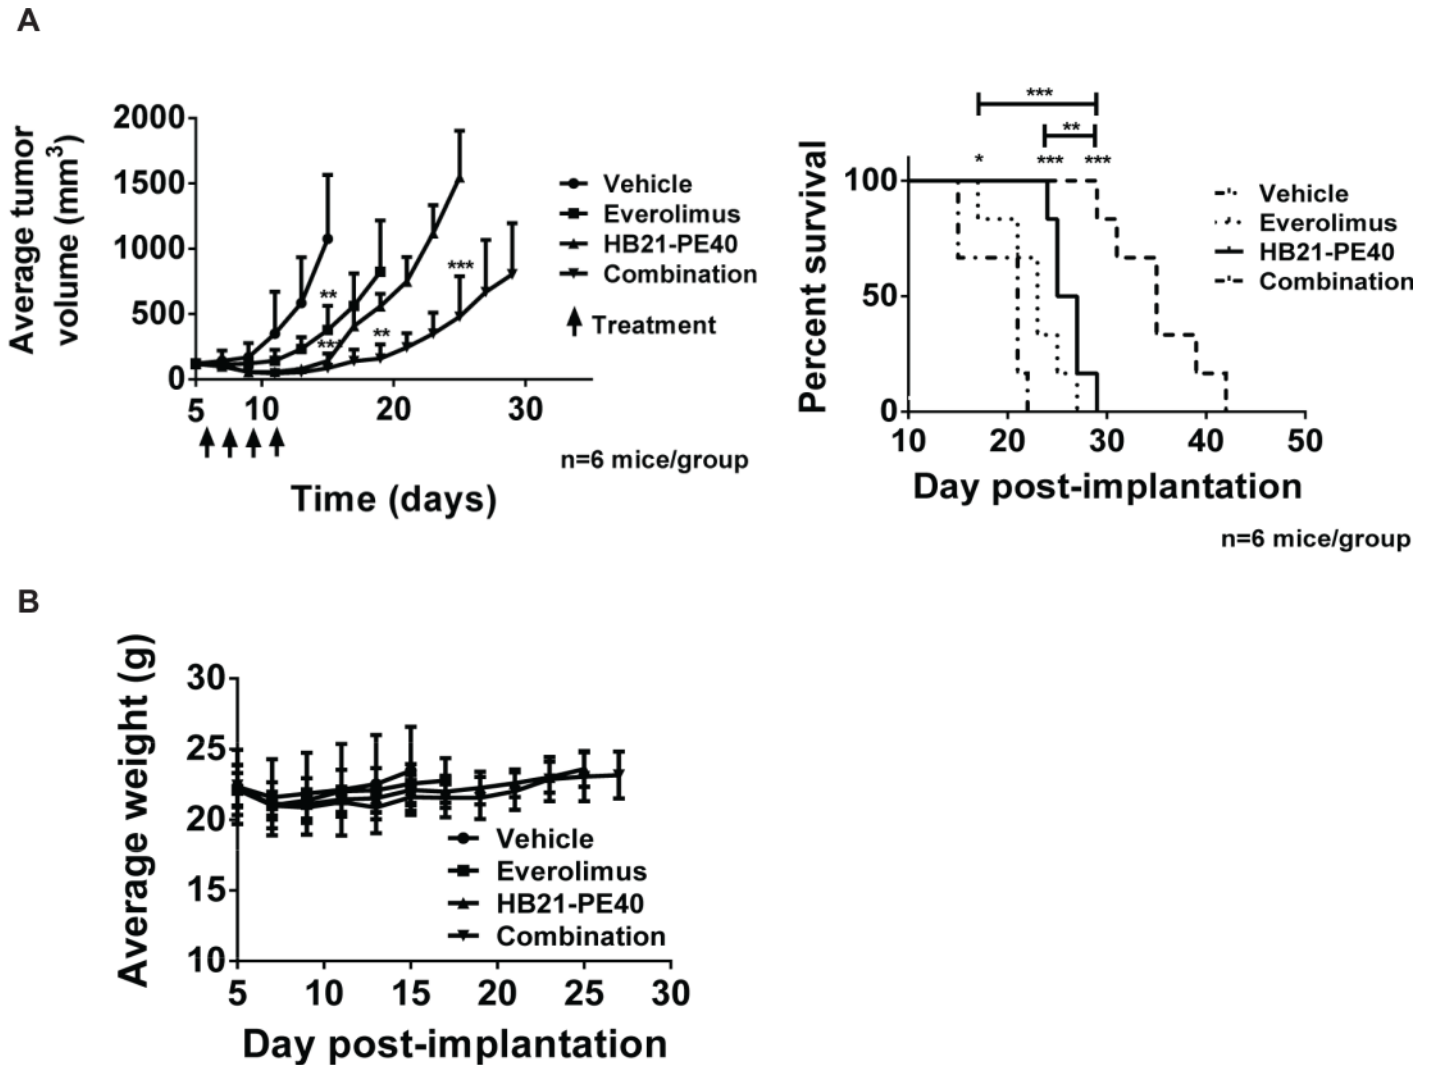 A
Average tumor
volume (mm³)
2000
1500
1000
500
0
5 10 20 30
Time (days)
Vehicle
Everolimus
HB21-PE40
Combination
Treatment
**
***
**
***
n=6 mice/group
Percent survival
100
50
0
10 20 30 40 50
Day post-implantation
***
**
* *** ***
Vehicle
Everolimus
HB21-PE40
Combination
n=6 mice/group
B
Average weight (g)
30
25
20
15
10
5 10 15 20 25 30
Day post-implantation
Vehicle
Everolimus
HB21-PE40
Combination